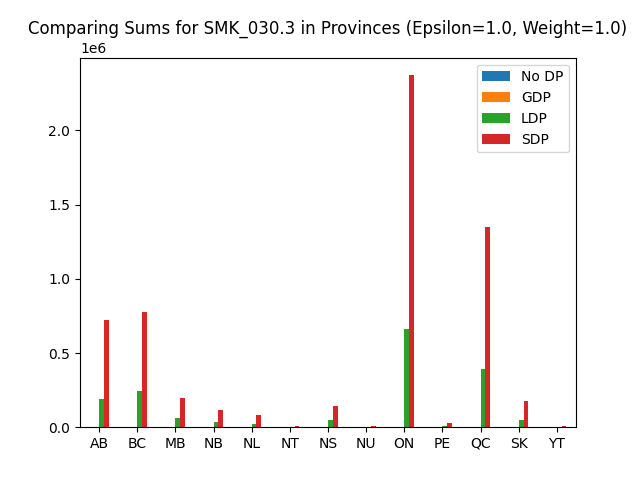 Comparing Sums for SMK_030.3 in Provinces (Epsilon=1.0, Weight=1.0)
1e6
No DP
GDP
LDP
SDP
2.0
1.5
1.0
0.5
0.0
AB BC MB NB NL NT NS NU ON PE QC SK YT